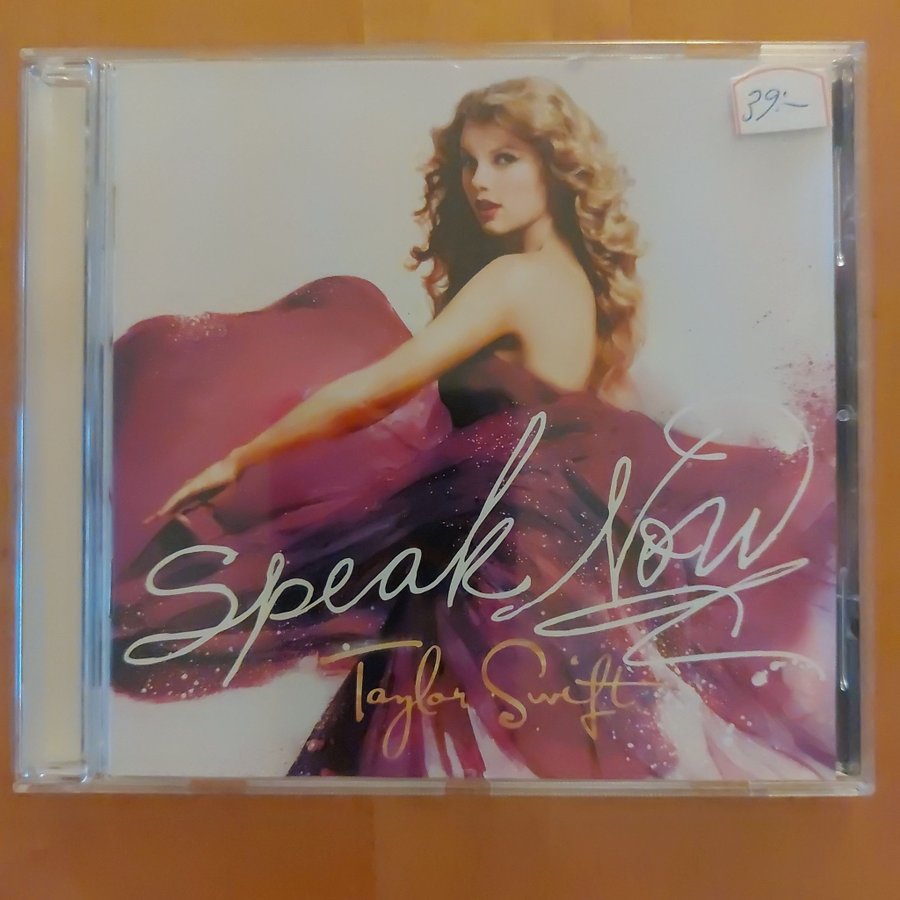 39:-
Speak Now
Taylor Swift